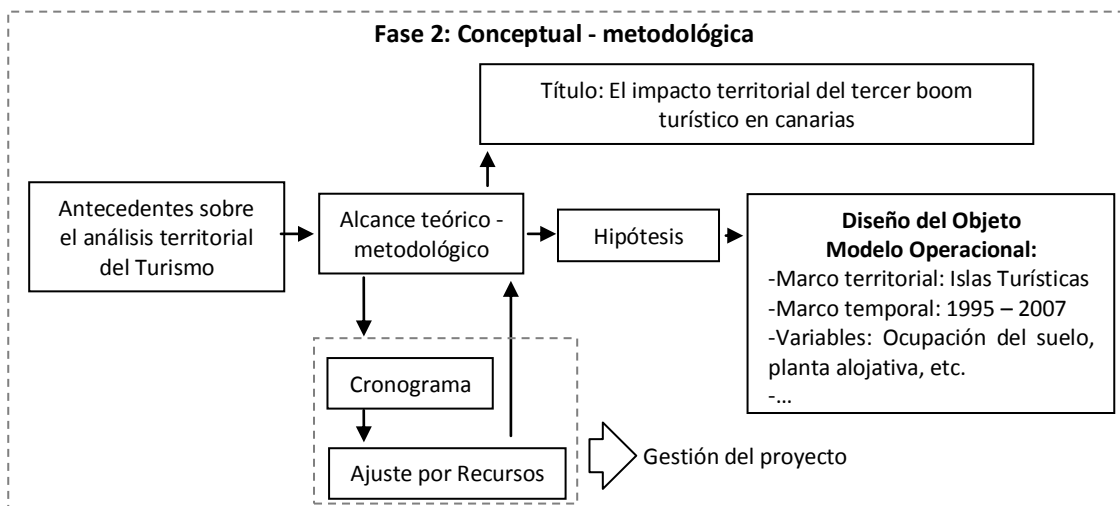 Fase 2: Conceptual - metodológica
Título: El impacto territorial del tercer boom
turístico en canarias
Antecedentes sobre
el análisis territorial
del Turismo
Alcance teórico -
metodológico
Hipótesis
Diseño del Objeto
Modelo Operacional:
-Marco territorial: Islas Turísticas
-Marco temporal: 1995 – 2007
-Variables: Ocupación del suelo,
planta alojativa, etc.
-...
Cronograma
Ajuste por Recursos
Gestión del proyecto